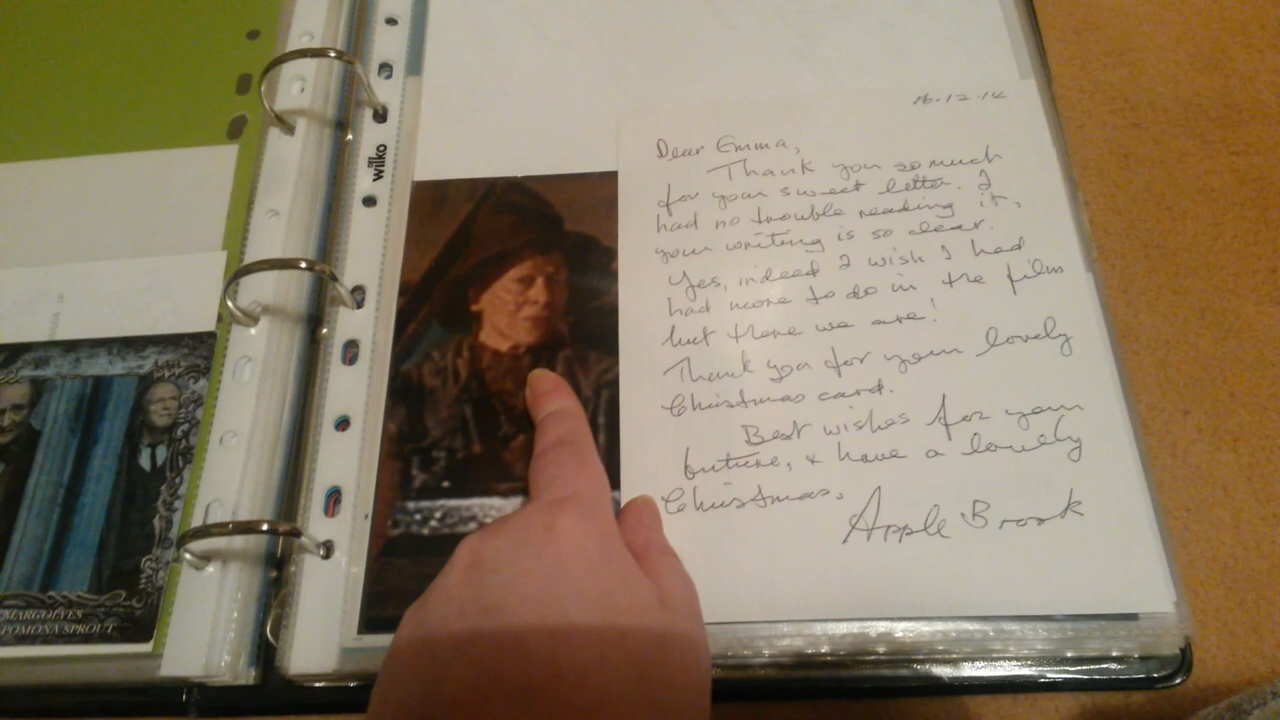 wilko
16.12.14
Dear Emma,
Thank you so much
for your sweet letter. I
had no trouble reading it,
your writing is so clear.
Yes, indeed I wish I had
had more to do in the film
but there we are!
Thank you for your lovely
Christmas card.
Best wishes for your
future, & have a lovely
Christmas.
Apple Brook
MARGOLYES
POMONA SPROUT